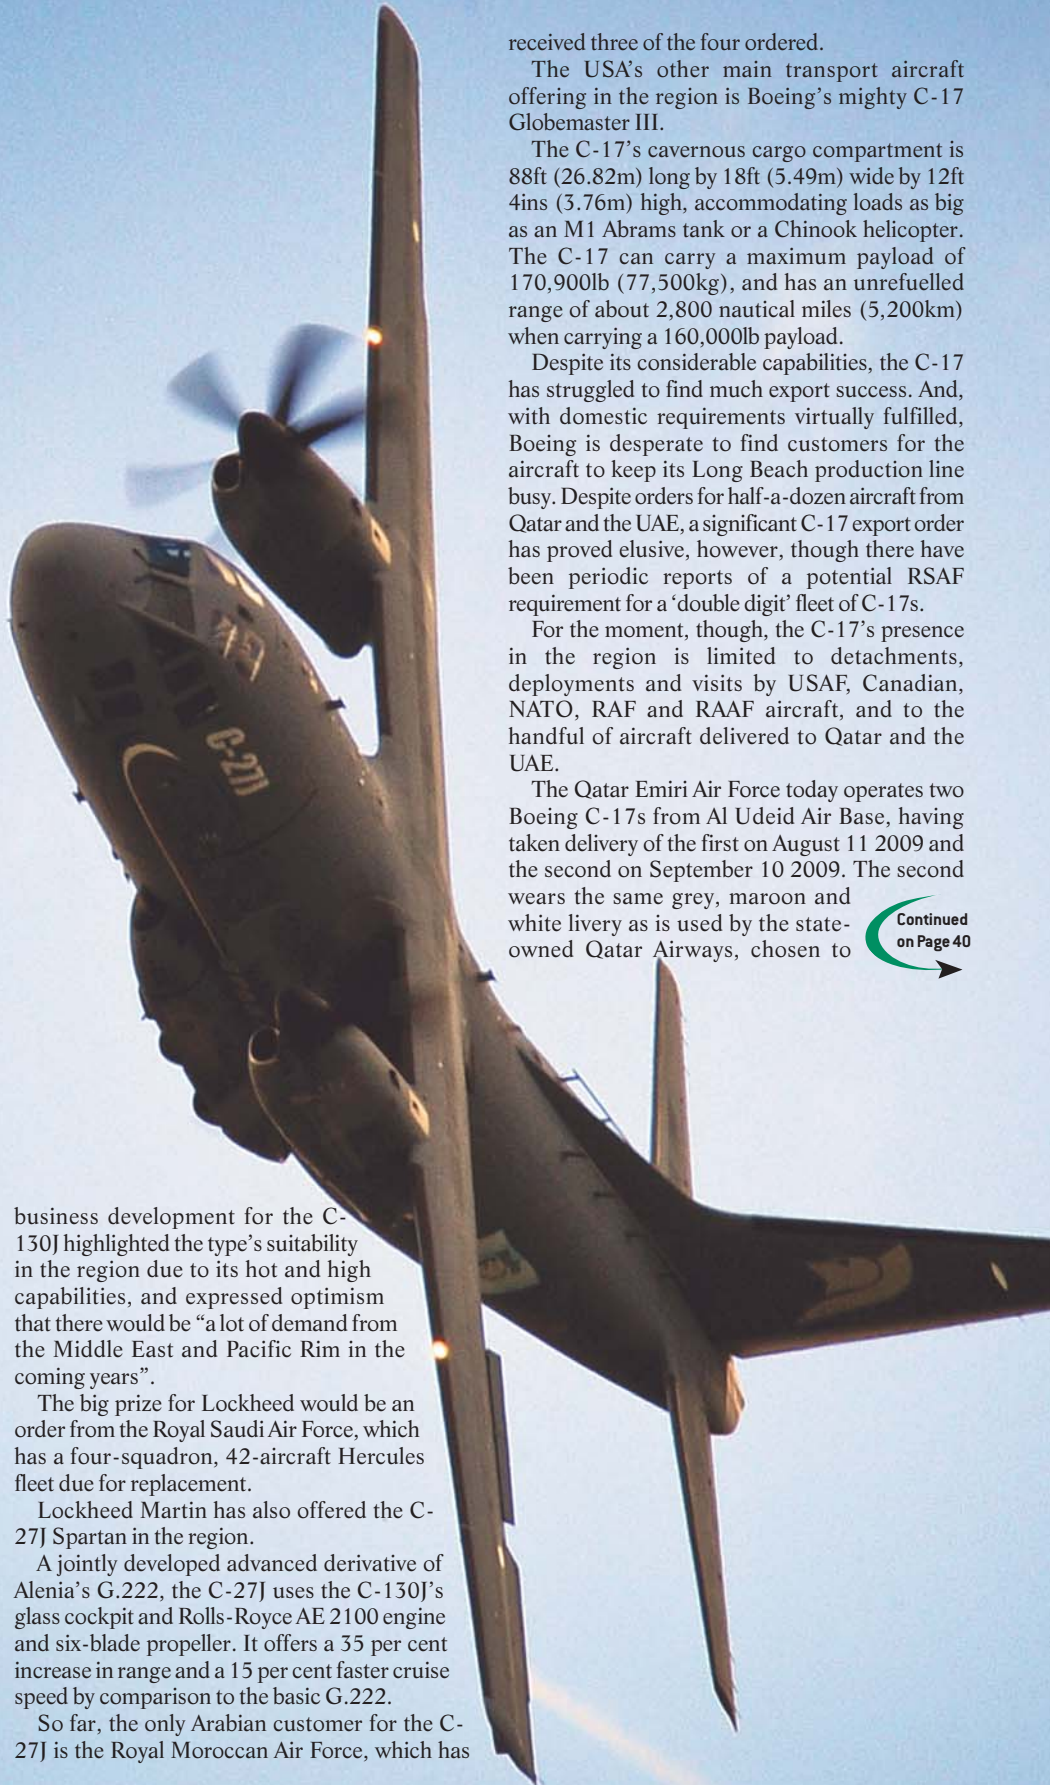 business development for the C-
130J highlighted the type's suitability
in the region due to its hot and high
capabilities, and expressed optimism
that there would be “a lot of demand from
the Middle East and Pacific Rim in the
coming years”.
The big prize for Lockheed would be an
order from the Royal Saudi Air Force, which
has a four-squadron, 42-aircraft Hercules
fleet due for replacement.
Lockheed Martin has also offered the C-
27J Spartan in the region.
A jointly developed advanced derivative of
Alenia's G.222, the C-27J uses the C-130J's
glass cockpit and Rolls-Royce AE 2100 engine
and six-blade propeller. It offers a 35 per cent
increase in range and a 15 per cent faster cruise
speed by comparison to the basic G.222.
So far, the only Arabian customer for the C-
27J is the Royal Moroccan Air Force, which has
received three of the four ordered.
The USA's other main transport aircraft
offering in the region is Boeing's mighty C-17
Globemaster III.
The C-17's cavernous cargo compartment is
88ft (26.82m) long by 18ft (5.49m) wide by 12ft
4ins (3.76m) high, accommodating loads as big
as an M1 Abrams tank or a Chinook helicopter.
The C-17 can carry a maximum payload of
170,900lb (77,500kg), and has an unrefuelled
range of about 2,800 nautical miles (5,200km)
when carrying a 160,000lb payload.
Despite its considerable capabilities, the C-17
has struggled to find much export success. And,
with domestic requirements virtually fulfilled,
Boeing is desperate to find customers for the
aircraft to keep its Long Beach production line
busy. Despite orders for half-a-dozen aircraft from
Qatar and the UAE, a significant C-17 export order
has proved elusive, however, though there have
been periodic reports of a potential RSAF
requirement for a ‘double digit’ fleet of C-17s.
For the moment, though, the C-17's presence
in the region is limited to detachments,
deployments and visits by USAF, Canadian,
NATO, RAF and RAAF aircraft, and to the
handful of aircraft delivered to Qatar and the
UAE.
The Qatar Emiri Air Force today operates two
Boeing C-17s from Al Udeid Air Base, having
taken delivery of the first on August 11 2009 and
the second on September 10 2009. The second
wears the same grey, maroon and
white livery as is used by the state-
owned Qatar Airways, chosen to
Continued
on Page 40
C-27J